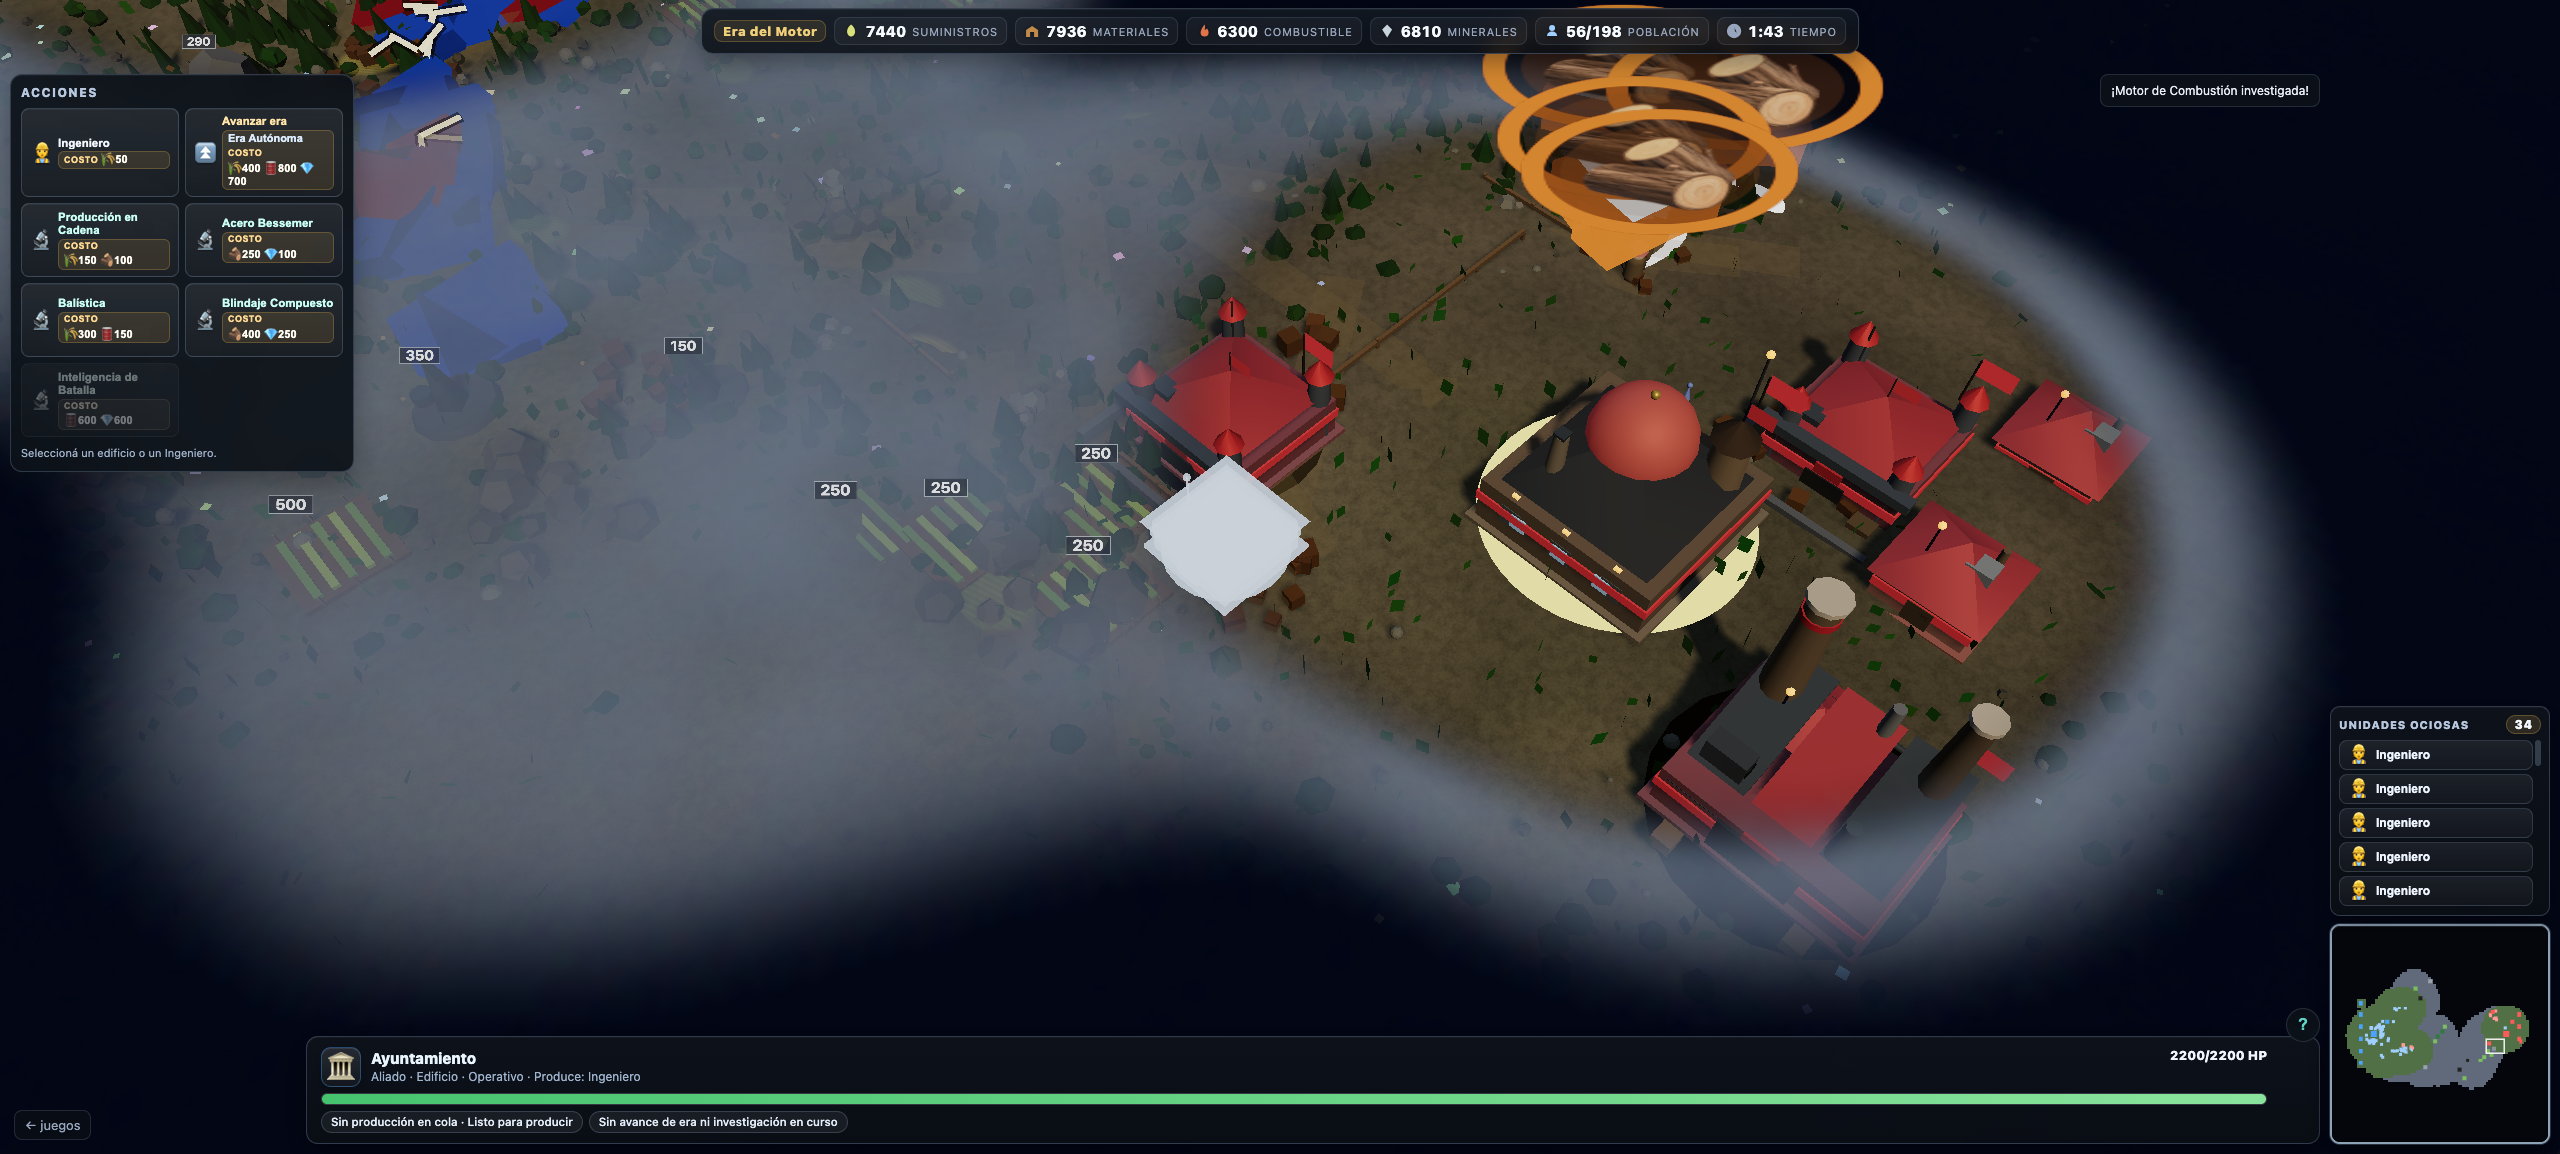 Era del Motor
7440 SUMINISTROS
7936 MATERIALES
6300 COMBUSTIBLE
6810 MINERALES
56/198 POBLACIÓN
1:43 TIEMPO
290
¡Motor de Combustión investigada!
ACCIONES
Ingeniero
COSTO 50
Avanzar era
Era Autónoma
COSTO
400 800
700
Producción en
Cadena
COSTO
150 100
Acero Bessemer
COSTO
250 100
Balística
COSTO
300 150
Blindaje Compuesto
COSTO
400 250
Inteligencia de
Batalla
COSTO
600 600
Seleccioná un edificio o un Ingeniero.
350
150
250
250
250
500
250
UNIDADES OCIOSAS 34
Ingeniero
Ingeniero
Ingeniero
Ingeniero
Ingeniero
?
Ayuntamiento
Aliado · Edificio · Operativo · Produce: Ingeniero
2200/2200 HP
Sin producción en cola · Listo para producir
Sin avance de era ni investigación en curso
← juegos